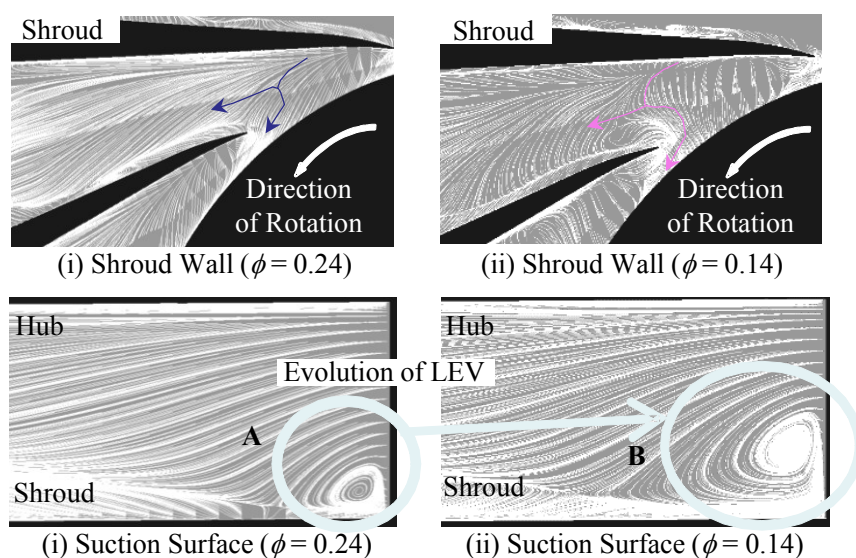 Shroud
Direction
of Rotation
(i) Shroud Wall (ϕ = 0.24)
Shroud
Direction
of Rotation
(ii) Shroud Wall (ϕ = 0.14)
Hub
Evolution of LEV
A
Shroud
(i) Suction Surface (ϕ = 0.24)
Hub
B
Shroud
(ii) Suction Surface (ϕ = 0.14)